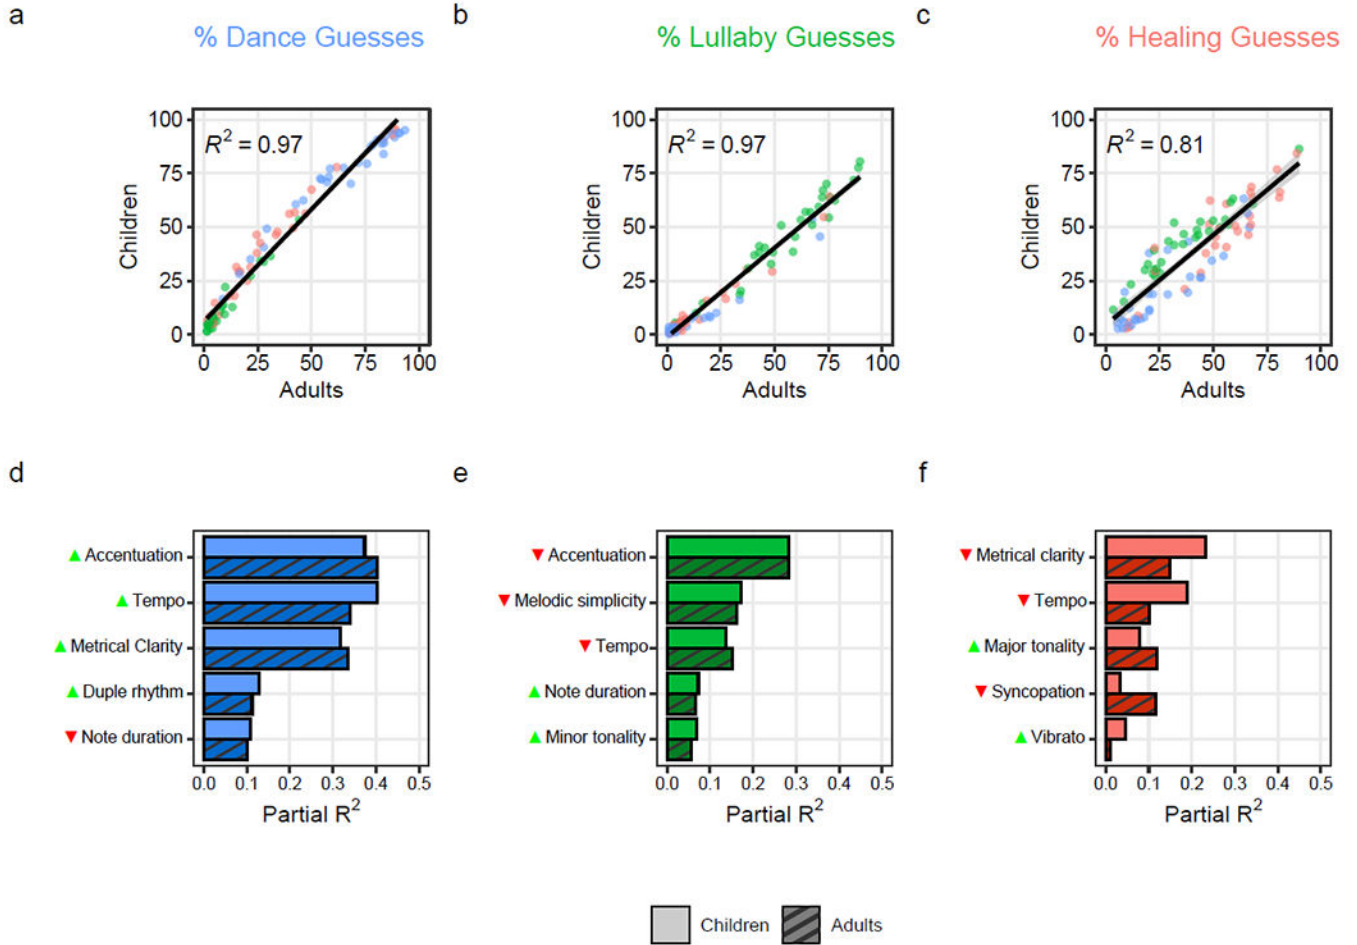 a
b
c
% Dance Guesses
% Lullaby Guesses
% Healing Guesses
100
75
50
25
0
Children
R² = 0.97
0 25 50 75 100
Adults
100
75
50
25
0
Children
R² = 0.97
0 25 50 75 100
Adults
100
75
50
25
0
Children
R² = 0.81
0 25 50 75 100
Adults
d
e
f
▲ Accentuation
▲ Tempo
▲ Metrical Clarity
▲ Duple rhythm
▼ Note duration
0.0 0.1 0.2 0.3 0.4 0.5
Partial R²
▼ Accentuation
▼ Melodic simplicity
▼ Tempo
▲ Note duration
▲ Minor tonality
0.0 0.1 0.2 0.3 0.4 0.5
Partial R²
▼ Metrical clarity
▼ Tempo
▲ Major tonality
▼ Syncopation
▲ Vibrato
0.0 0.1 0.2 0.3 0.4 0.5
Partial R²
Children
Adults